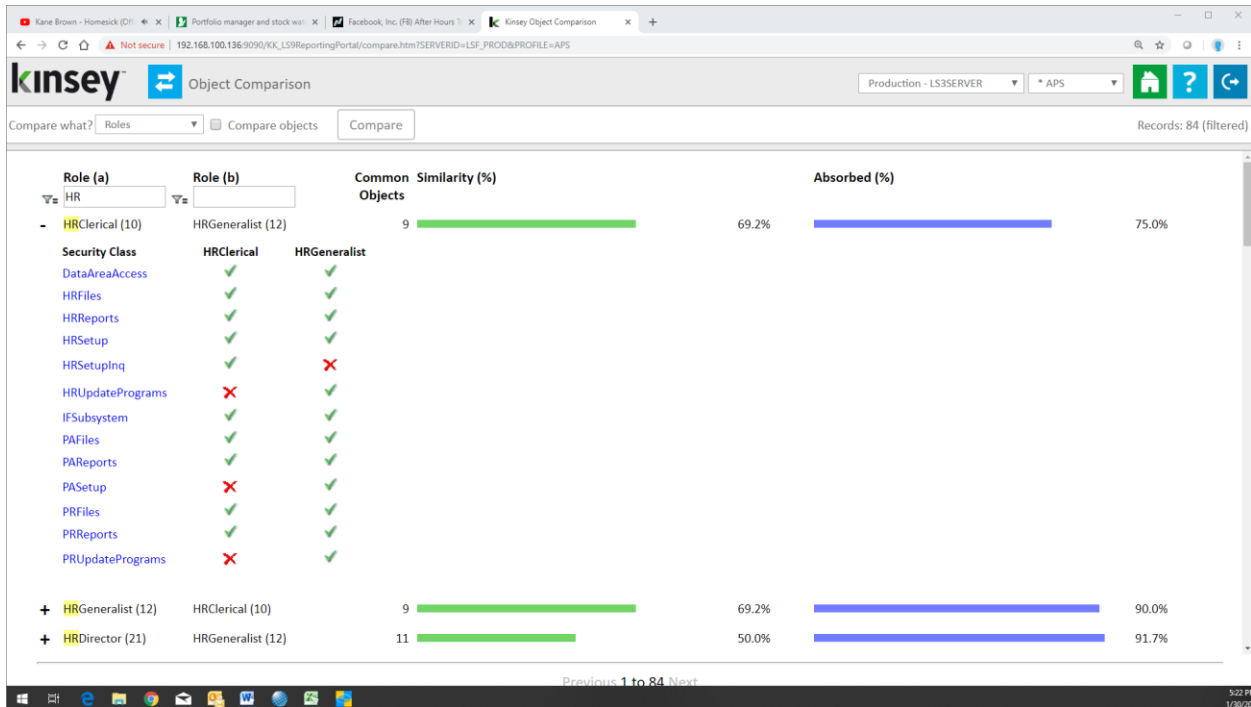 Kane Brown - Homesick (Offi
Portfolio manager and stock wat
Facebook, Inc. (FB) After Hours T
Kinsey Object Comparison
Not secure | 192.168.100.136:9090/KK_LS9ReportingPortal/compare.htm?SERVERID=LSF_PROD&PROFILE=APS
kinsey Object Comparison Production - LS3SERVER * APS ?
Compare what? Roles Compare objects Compare Records: 84 (filtered)
Role (a) Role (b) Common Objects Similarity (%) Absorbed (%)
HR
- HRClerical (10) HRGeneralist (12) 9 69.2% 75.0%
Security Class HRClerical HRGeneralist
DataAreaAccess ✓ ✓
HRFiles ✓ ✓
HRReports ✓ ✓
HRSetup ✓ ✓
HRSetupInq ✓ ✗
HRUpdatePrograms ✗ ✓
IFSubsystem ✓ ✓
PAFiles ✓ ✓
PAReports ✓ ✓
PASetup ✗ ✓
PRFiles ✓ ✓
PRReports ✓ ✓
PRUpdatePrograms ✗ ✓
+ HRGeneralist (12) HRClerical (10) 9 69.2% 90.0%
+ HRDirector (21) HRGeneralist (12) 11 50.0% 91.7%
Previous 1 to 84 Next
5:22 P
1/30/20